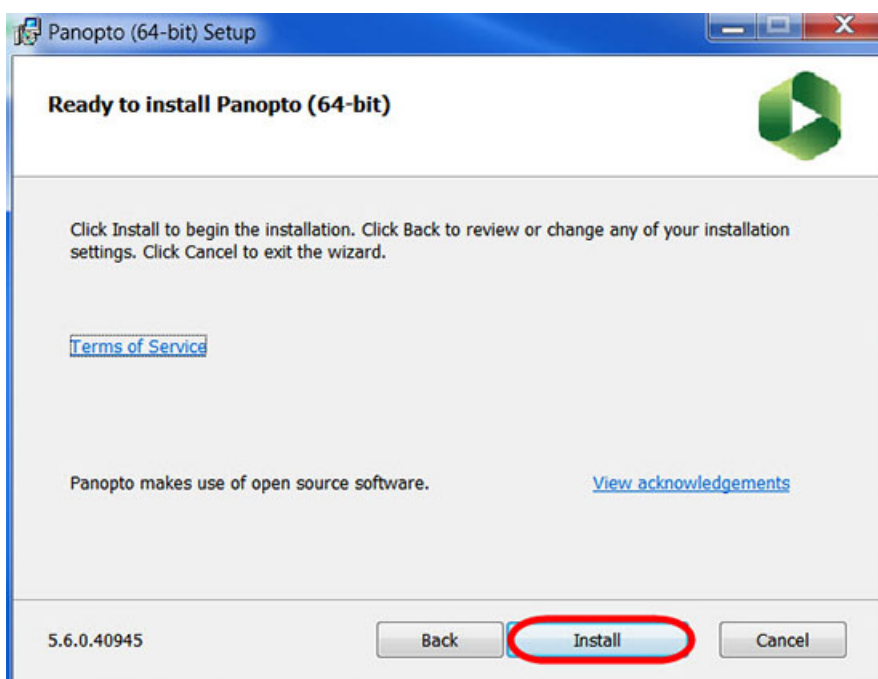 Panopto (64-bit) Setup
Ready to install Panopto (64-bit)
Click Install to begin the installation. Click Back to review or change any of your installation
settings. Click Cancel to exit the wizard.
Terms of Service
Panopto makes use of open source software. View acknowledgements
5.6.0.40945 Back Install Cancel